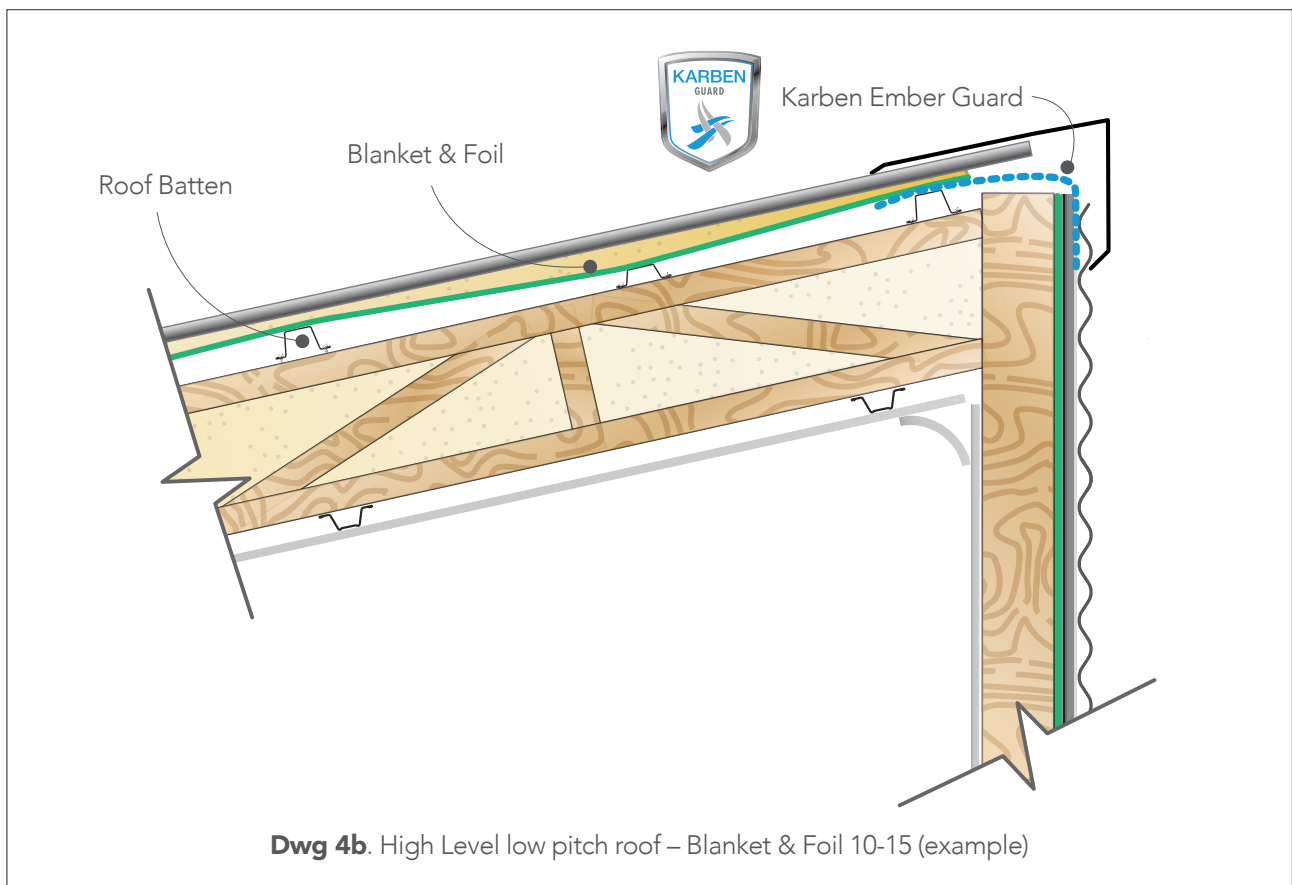 KARBEN
GUARD
Karben Ember Guard
Blanket & Foil
Roof Batten
Dwg 4b. High Level low pitch roof – Blanket & Foil 10-15 (example)